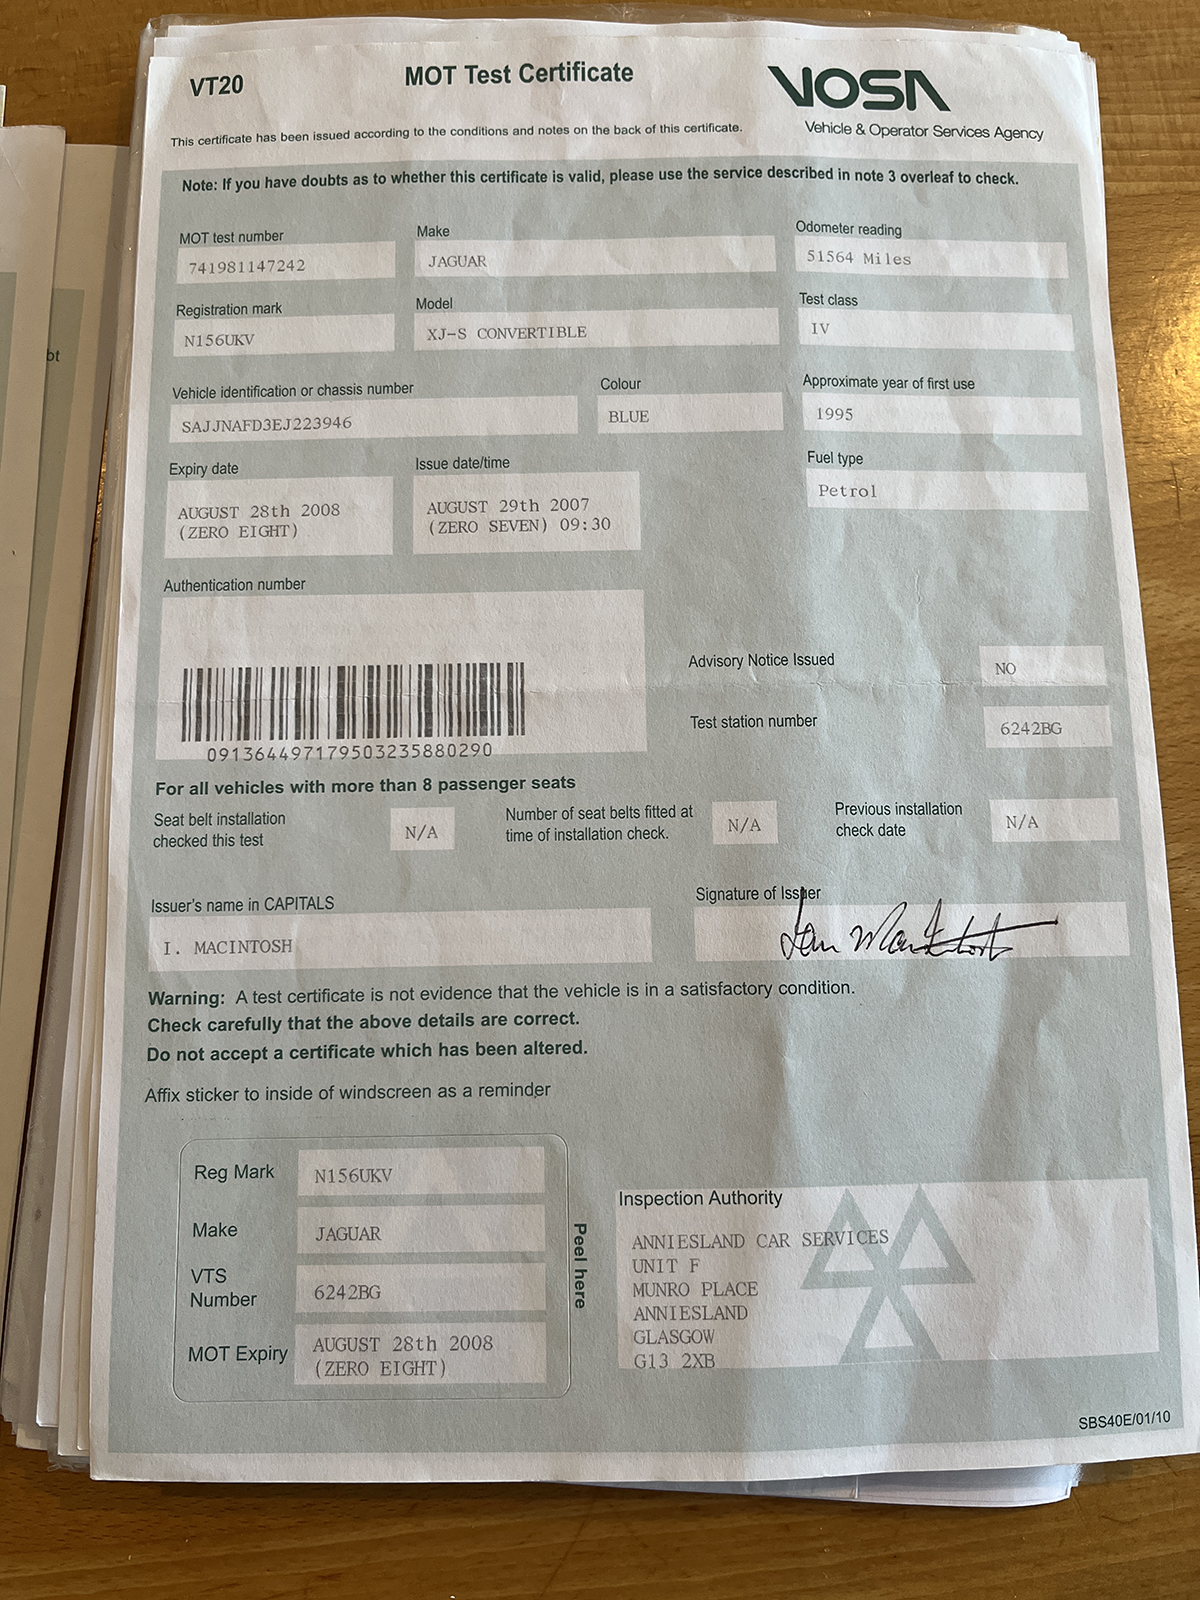 VT20
MOT Test Certificate
VOSA
Vehicle & Operator Services Agency
This certificate has been issued according to the conditions and notes on the back of this certificate.
Note: If you have doubts as to whether this certificate is valid, please use the service described in note 3 overleaf to check.
MOT test number
741981147242
Make
JAGUAR
Odometer reading
51564 Miles
Registration mark
N156UKV
Model
XJ-S CONVERTIBLE
Test class
IV
Vehicle identification or chassis number
SAJJNAFD3EJ223946
Colour
BLUE
Approximate year of first use
1995
Expiry date
AUGUST 28th 2008
(ZERO EIGHT)
Issue date/time
AUGUST 29th 2007
(ZERO SEVEN) 09:30
Fuel type
Petrol
Authentication number
091364497179503235880290
Advisory Notice Issued
NO
Test station number
6242BG
For all vehicles with more than 8 passenger seats
Seat belt installation
checked this test
N/A
Number of seat belts fitted at
time of installation check.
N/A
Previous installation
check date
N/A
Issuer's name in CAPITALS
I. MACINTOSH
Signature of Issuer
Ian MacIntosh
Warning: A test certificate is not evidence that the vehicle is in a satisfactory condition.
Check carefully that the above details are correct.
Do not accept a certificate which has been altered.
Affix sticker to inside of windscreen as a reminder
Reg Mark
N156UKV
Make
JAGUAR
VTS
Number
6242BG
MOT Expiry
AUGUST 28th 2008
(ZERO EIGHT)
Peel here
Inspection Authority
ANNIESLAND CAR SERVICES
UNIT F
MUNRO PLACE
ANNIESLAND
GLASGOW
G13 2XB
SBS40E/01/10
bt